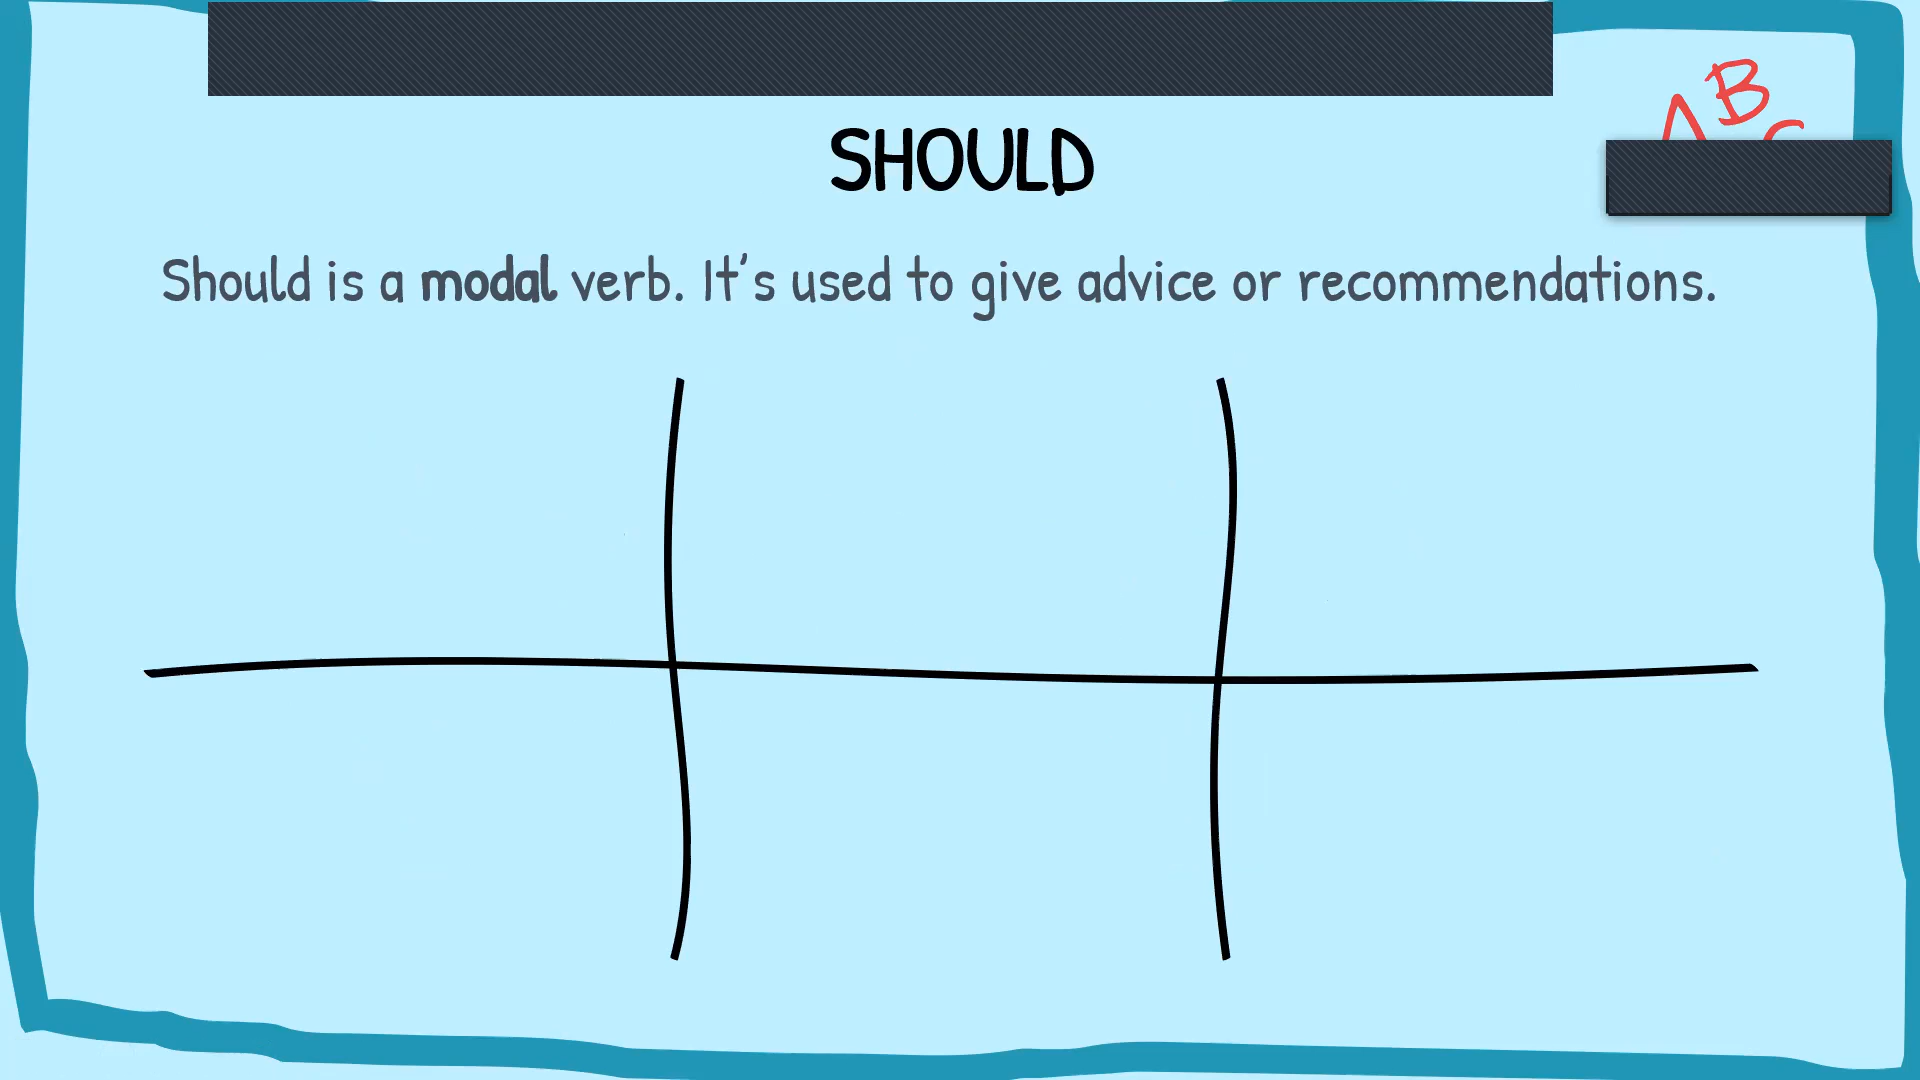 B
SHOULD
Should is a modal verb. It's used to give advice or recommendations.